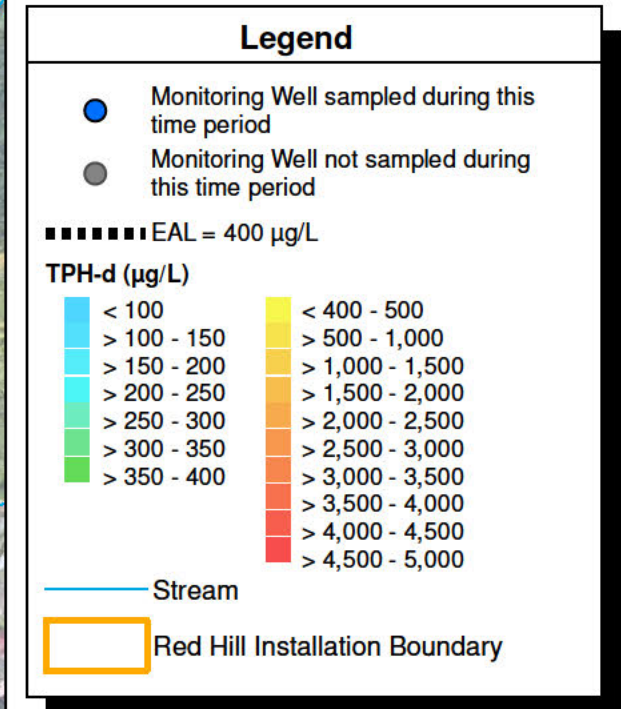 Legend
Monitoring Well sampled during this
time period
Monitoring Well not sampled during
this time period
EAL = 400 µg/L
TPH-d (µg/L)
< 100
> 100 - 150
> 150 - 200
> 200 - 250
> 250 - 300
> 300 - 350
> 350 - 400
< 400 - 500
> 500 - 1,000
> 1,000 - 1,500
> 1,500 - 2,000
> 2,000 - 2,500
> 2,500 - 3,000
> 3,000 - 3,500
> 3,500 - 4,000
> 4,000 - 4,500
> 4,500 - 5,000
Stream
Red Hill Installation Boundary